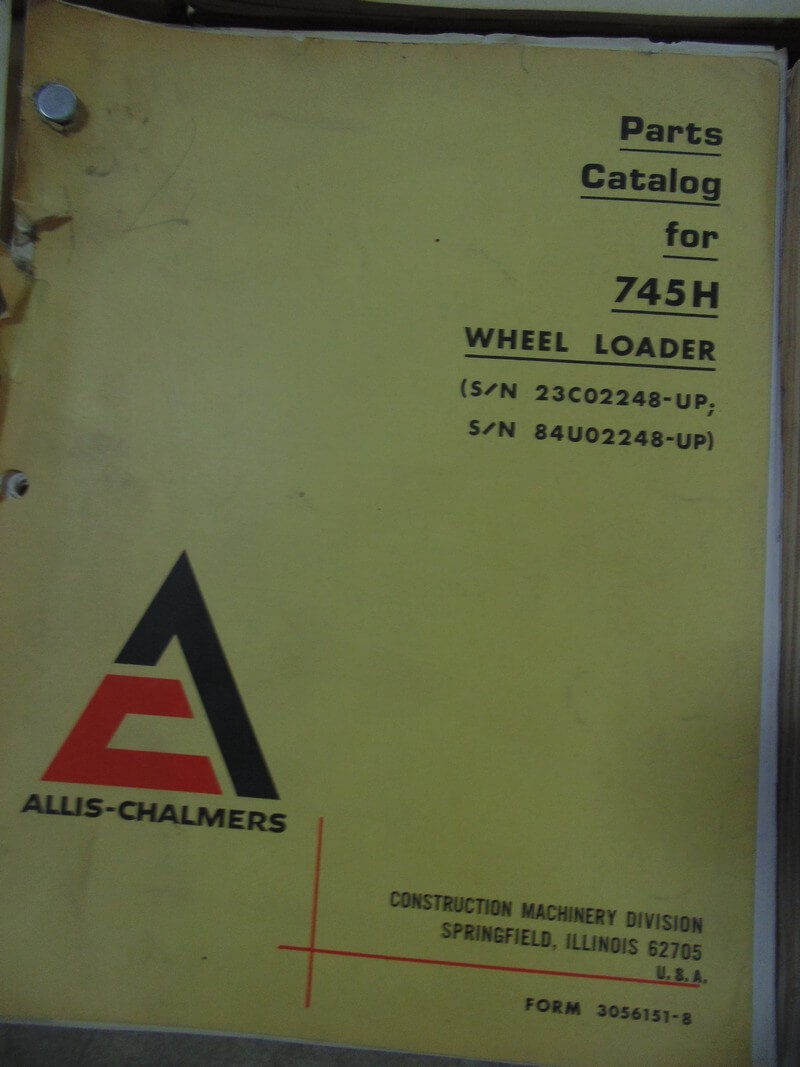 Parts
Catalog
for
745H
WHEEL LOADER
(S/N 23C02248-UP;
S/N 84U02248-UP)
ALLIS-CHALMERS
CONSTRUCTION MACHINERY DIVISION
SPRINGFIELD, ILLINOIS 62705
U.S.A.
FORM 3056151-8